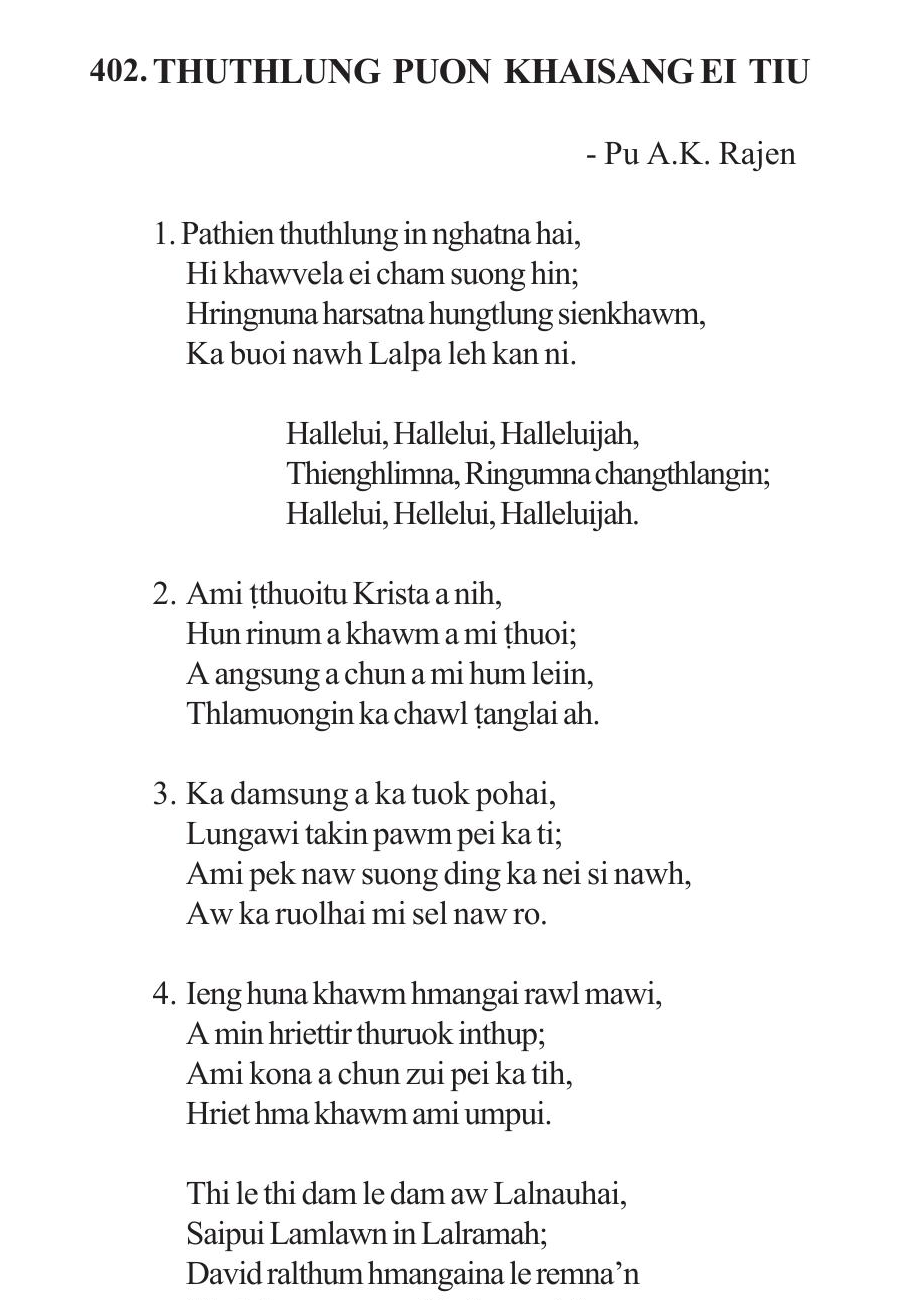 402. THUTHLUNG PUON KHAISANG EI TIU
- Pu A.K. Rajen
1. Pathien thuthlung in nghatna hai,
Hi khawvela ei cham suong hin;
Hringnuna harsatna hungtlung sienkhawm,
Ka buoi nawh Lalpa leh kan ni.
Hallelui, Hallelui, Halleluijah,
Thienghlimna, Ringumna changthlangin;
Hallelui, Hellelui, Halleluijah.
2. Ami ṭthuoitu Krista a nih,
Hun rinum a khawm a mi ṭhuoi;
A angsung a chun a mi hum leiin,
Thlamuongin ka chawl ṭanglai ah.
3. Ka damsung a ka tuok pohai,
Lungawi takin pawm pei ka ti;
Ami pek naw suong ding ka nei si nawh,
Aw ka ruolhai mi sel naw ro.
4. Ieng huna khawm hmangai rawl mawi,
A min hriettir thuruok inthup;
Ami kona a chun zui pei ka tih,
Hriet hma khawm ami umpui.
Thi le thi dam le dam aw Lalnauhai,
Saipui Lamlawn in Lalramah;
David ralthum hmangaina le remna’n